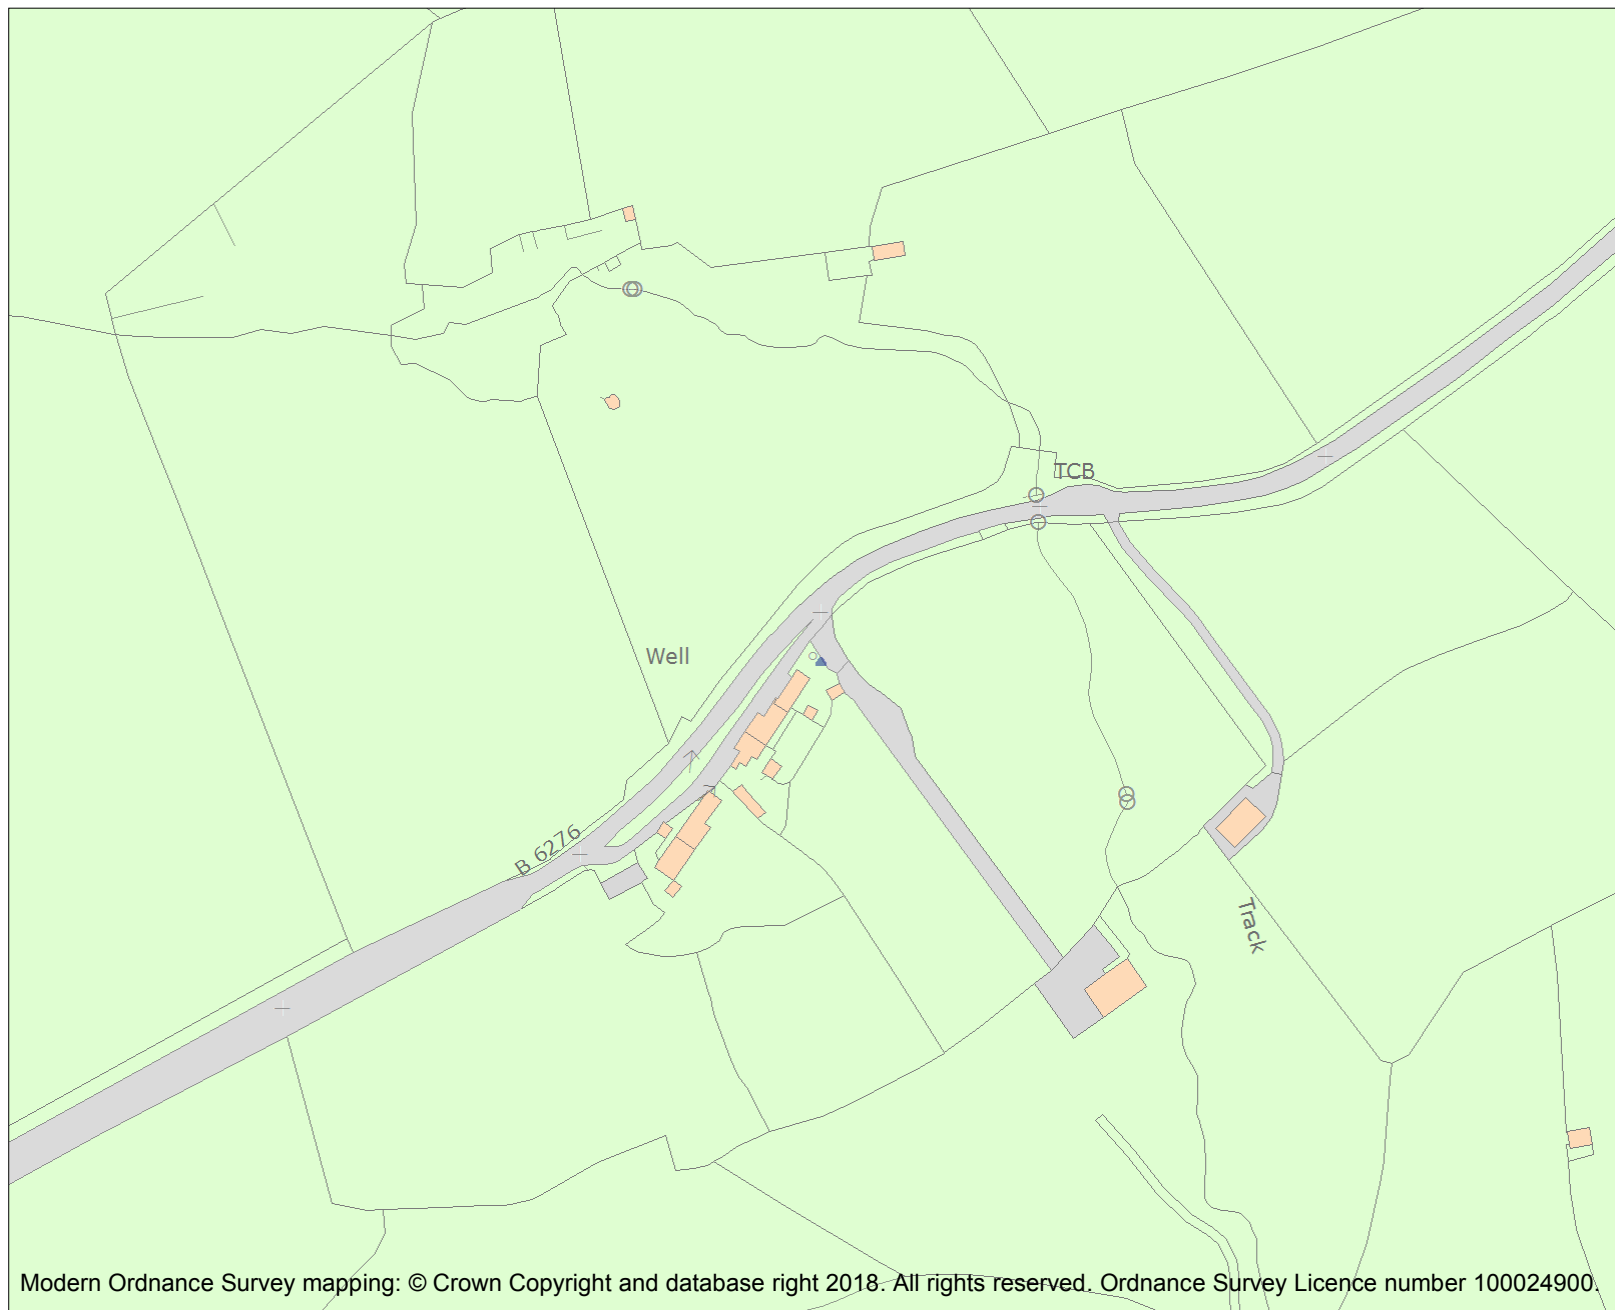 TCB
Well
B 6276
Track
Modern Ordnance Survey mapping: © Crown Copyright and database right 2018. All rights reserved. Ordnance Survey Licence number 100024900.